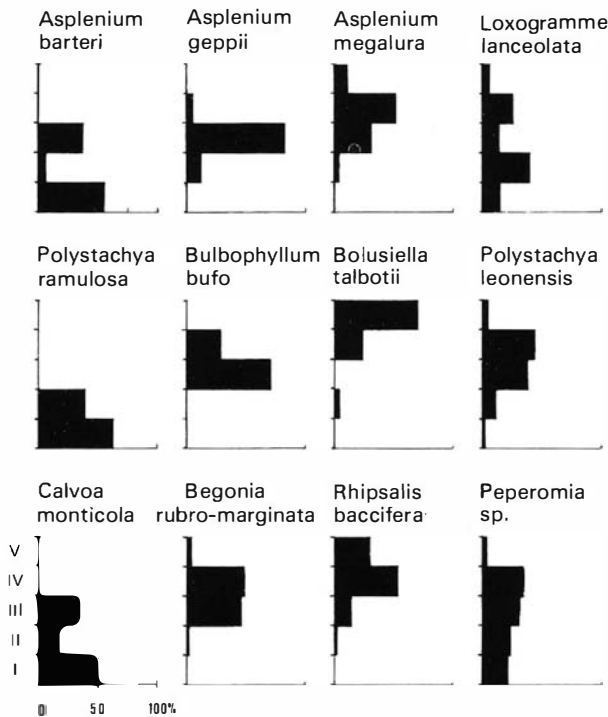 Asplenium barteri
Asplenium geppii
Asplenium megalura
Loxogramme lanceolata
Polystachya ramulosa
Bulbophyllum bufo
Bolusiella talbotii
Polystachya leonensis
Calvoa monticola
Begonia rubro-marginata
Rhipsalis baccifera
Peperomia sp.
V
IV
III
II
I
0 50 100%